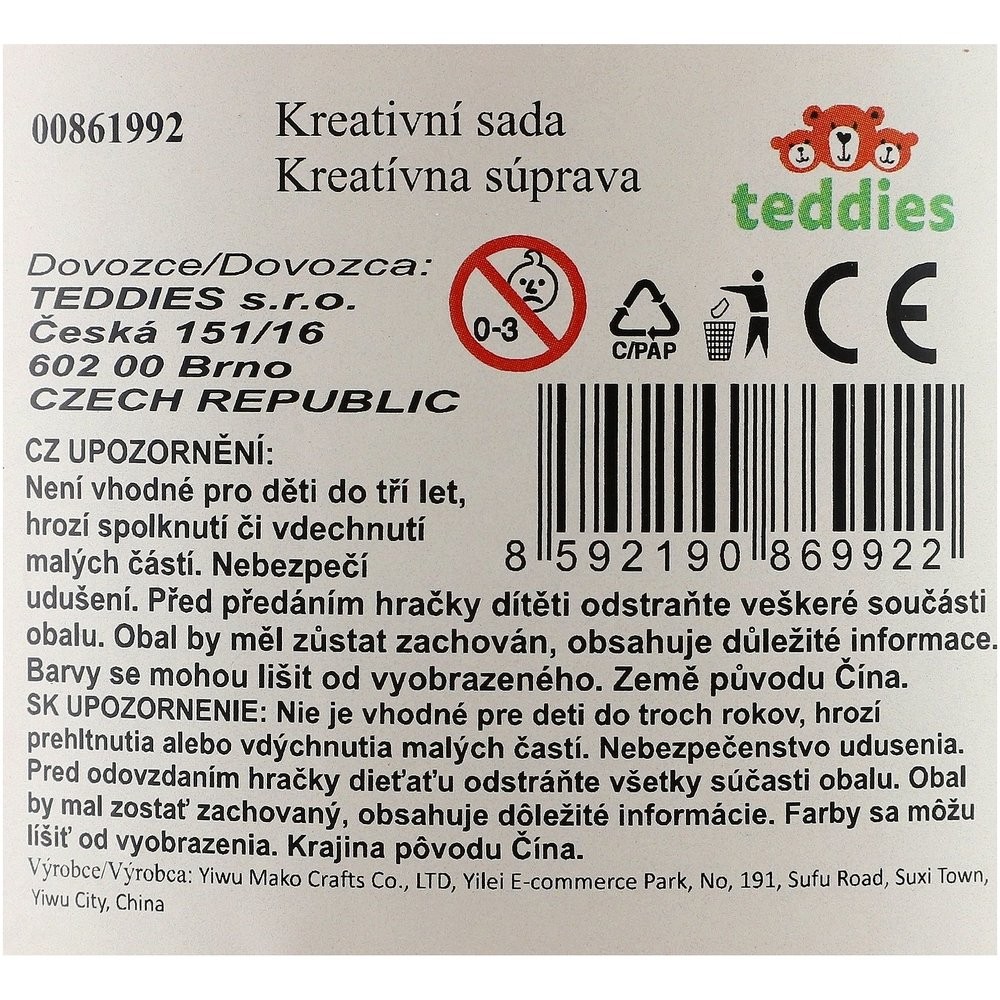 00861992
Kreativní sada
Kreatívna súprava
teddies
Dovozce/Dovozca:
TEDDIES s.r.o.
Česká 151/16
602 00 Brno
CZECH REPUBLIC
0-3
C/PAP
CE
8 592190 869922
CZ UPOZORNĚNÍ:
Není vhodné pro děti do tří let,
hrozí spolknutí či vdechnutí
malých částí. Nebezpečí
udušení. Před předáním hračky dítěti odstraňte veškeré součásti
obalu. Obal by měl zůstat zachován, obsahuje důležité informace.
Barvy se mohou lišit od vyobrazeného. Země původu Čína.
SK UPOZORNENIE: Nie je vhodné pre deti do troch rokov, hrozí
prehltnutia alebo vdýchnutia malých častí. Nebezpečenstvo udusenia.
Pred odovzdaním hračky dieťaťu odstráňte všetky súčasti obalu. Obal
by mal zostať zachovaný, obsahuje dôležité informácie. Farby sa môžu
líšiť od vyobrazenia. Krajina pôvodu Čína.
Výrobce/Výrobca: Yiwu Mako Crafts Co., LTD, Yilei E-commerce Park, No, 191, Sufu Road, Suxi Town,
Yiwu City, China